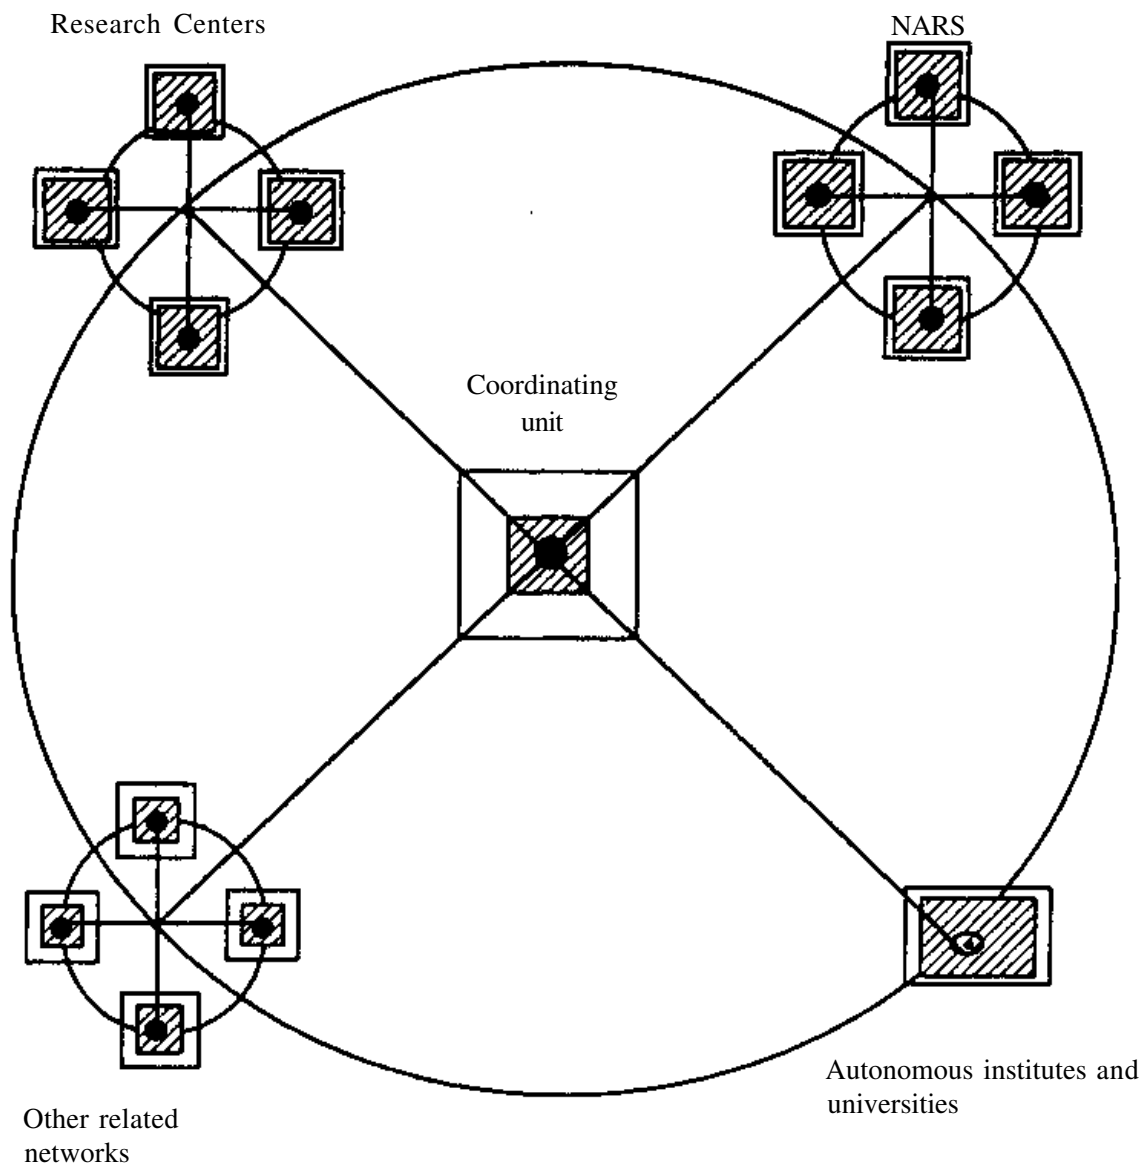 Research Centers
NARS
Coordinating
unit
Autonomous institutes and
universities
Other related
networks